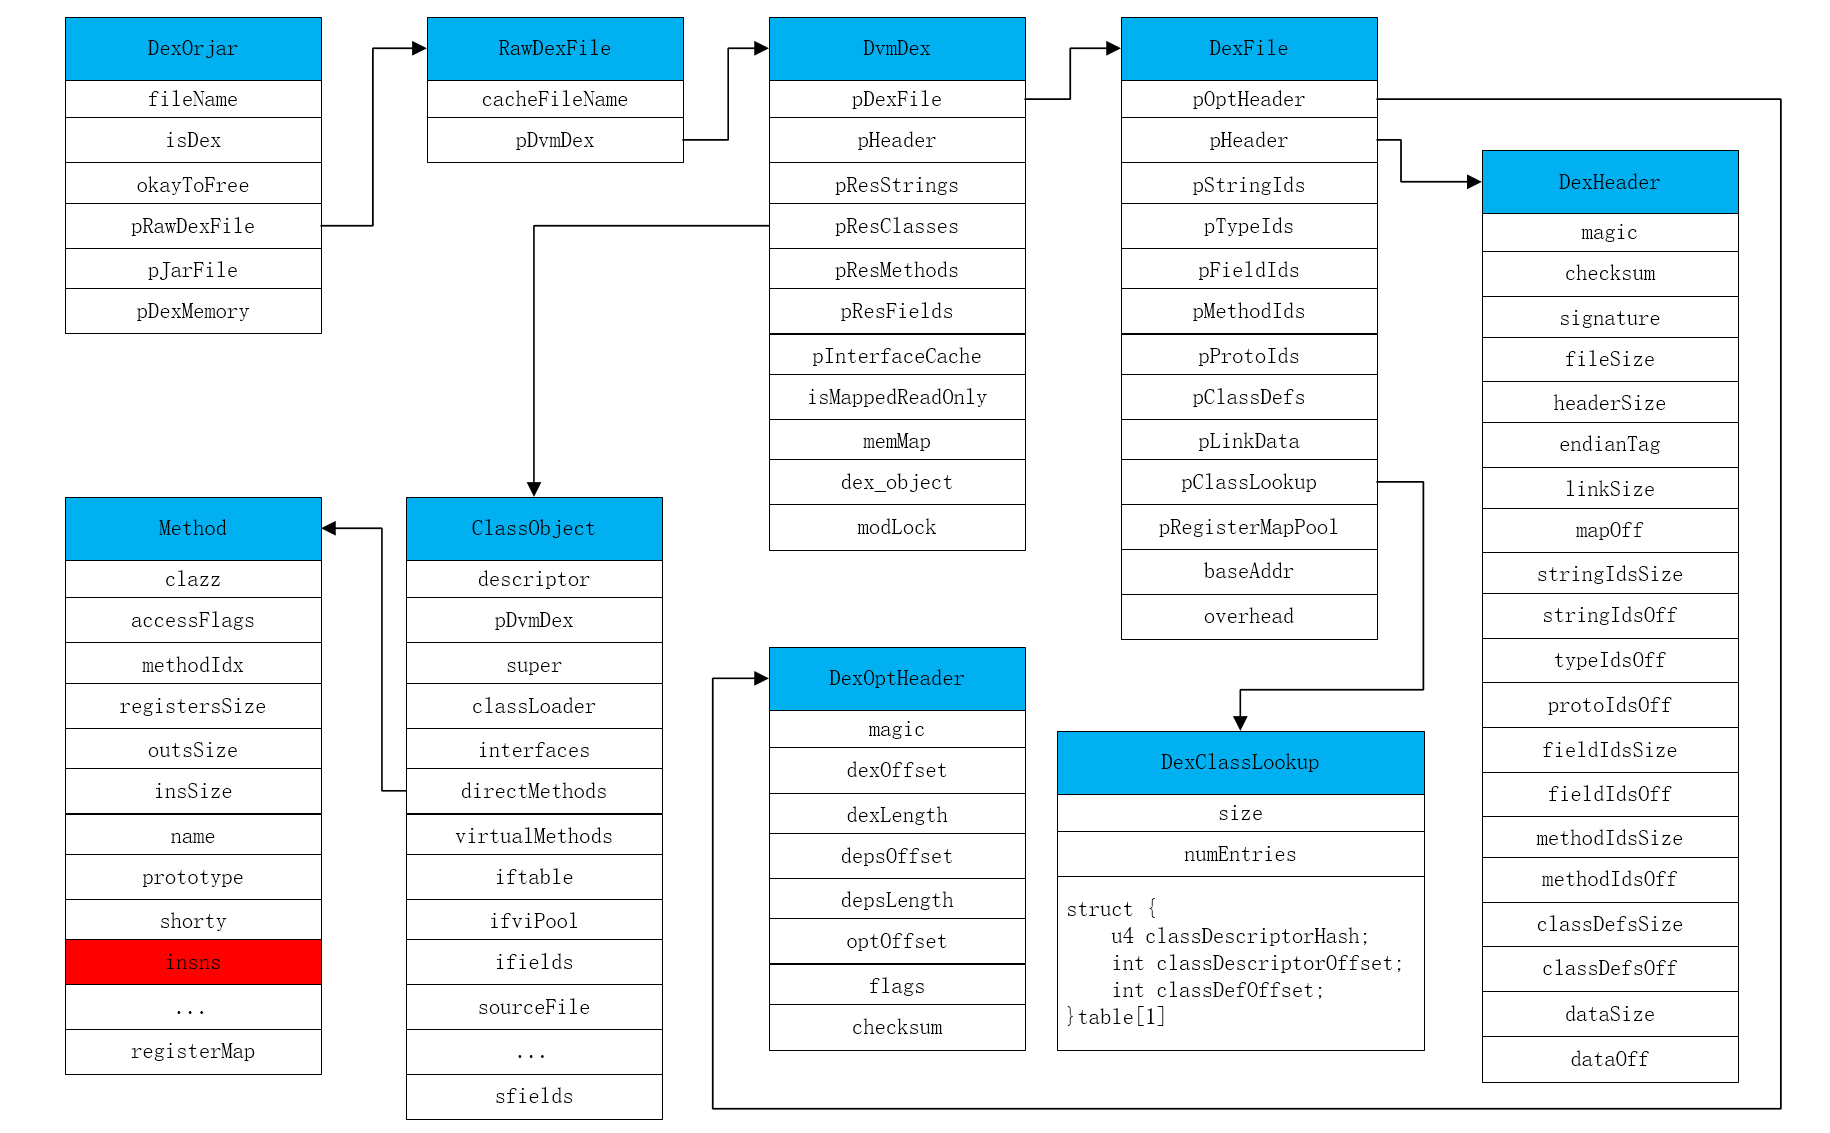 DexOrjar
fileName
isDex
okayToFree
pRawDexFile
pJarFile
pDexMemory
RawDexFile
cacheFileName
pDvmDex
DvmDex
pDexFile
pHeader
pResStrings
pResClasses
pResMethods
pResFields
pInterfaceCache
isMappedReadOnly
memMap
dex_object
modLock
DexFile
pOptHeader
pHeader
pStringIds
pTypeIds
pFieldIds
pMethodIds
pProtoIds
pClassDefs
pLinkData
pClassLookup
pRegisterMapPool
baseAddr
overhead
DexHeader
magic
checksum
signature
fileSize
headerSize
endianTag
linkSize
mapOff
stringIdsSize
stringIdsOff
typeIdsOff
protoIdsOff
fieldIdsSize
fieldIdsOff
methodIdsSize
methodIdsOff
classDefsSize
classDefsOff
dataSize
dataOff
Method
clazz
accessFlags
methodIdx
registersSize
outsSize
insSize
name
prototype
shorty
insns
...
registerMap
ClassObject
descriptor
pDvmDex
super
classLoader
interfaces
directMethods
virtualMethods
iftable
ifviPool
ifields
sourceFile
...
sfields
DexOptHeader
magic
dexOffset
dexLength
depsOffset
depsLength
optOffset
flags
checksum
DexClassLookup
size
numEntries
struct {
    u4 classDescriptorHash;
    int classDescriptorOffset;
    int classDefOffset;
}table[1]